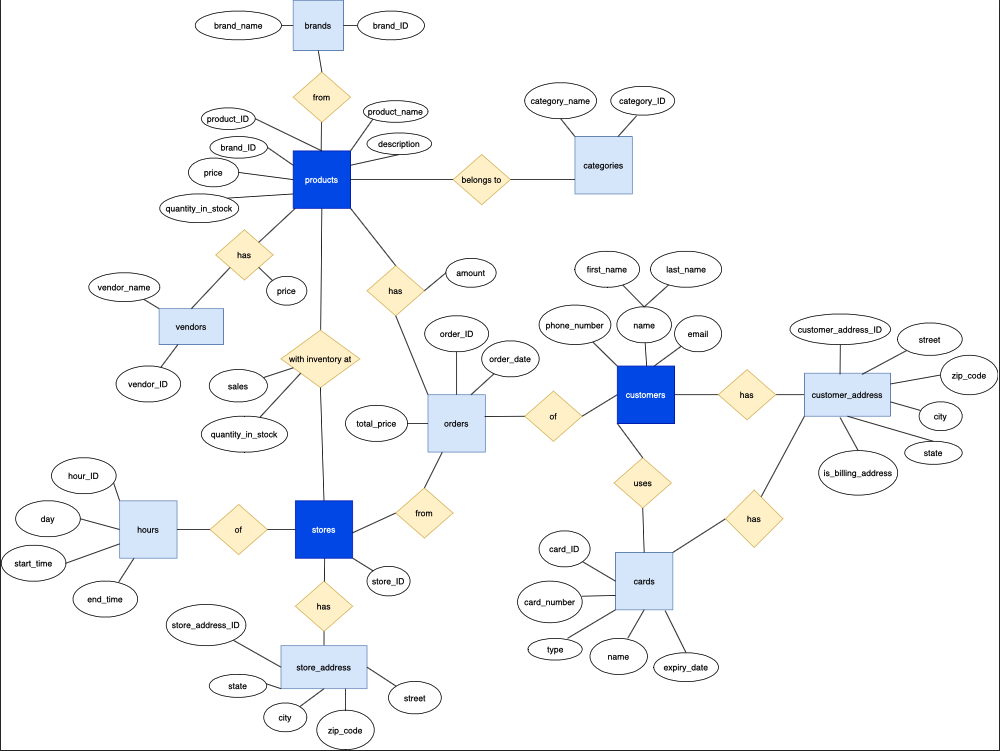 brand_name
brands
brand_ID
from
category_name
category_ID
product_ID
product_name
brand_ID
description
price
products
belongs to
categories
quantity_in_stock
has
price
vendor_name
vendors
vendor_ID
has
amount
first_name
last_name
phone_number
name
email
order_ID
order_date
customer_address_ID
street
zip_code
with inventory at
sales
quantity_in_stock
total_price
orders
of
customers
has
customer_address
city
state
is_billing_address
hour_ID
day
hours
start_time
end_time
of
stores
from
uses
has
store_ID
card_ID
card_number
cards
type
name
expiry_date
has
store_address_ID
store_address
state
city
zip_code
street